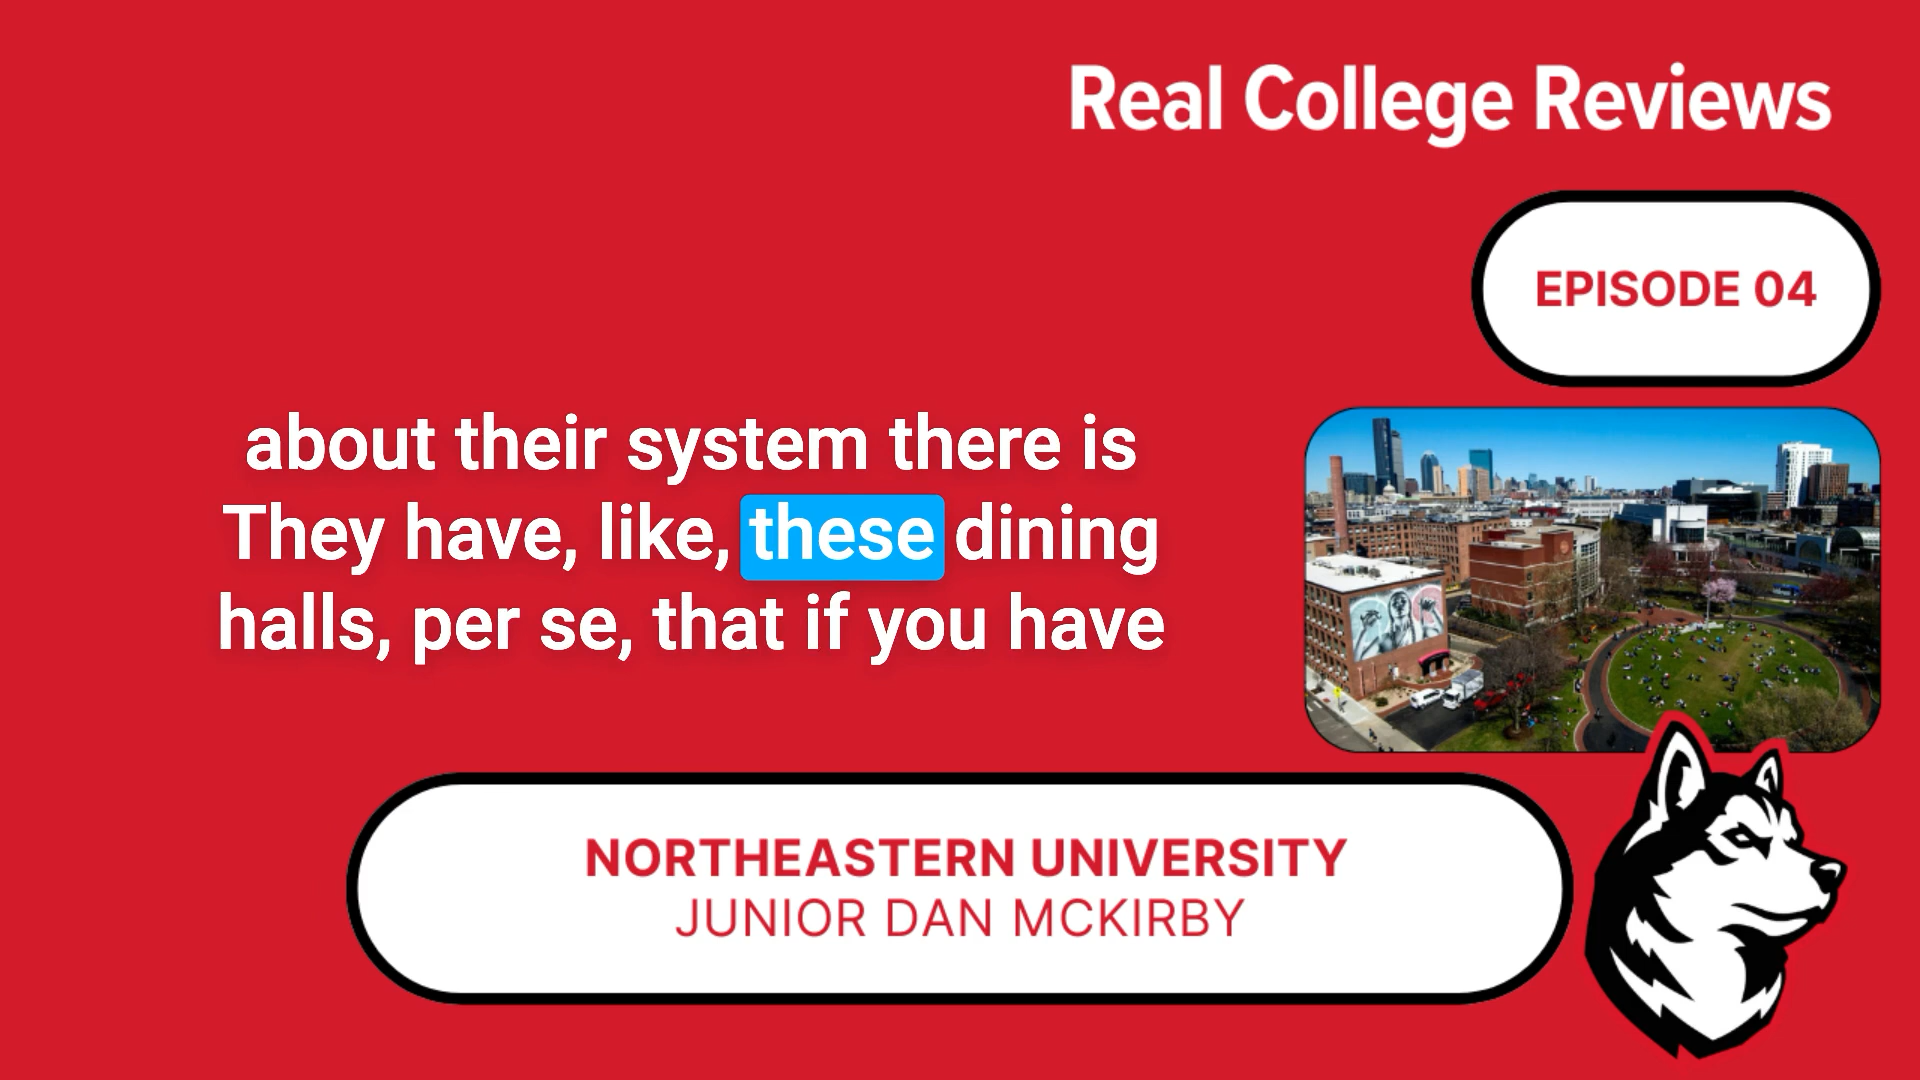 Real College Reviews
EPISODE 04
about their system there is
They have, like, these dining
halls, per se, that if you have
NORTHEASTERN UNIVERSITY
JUNIOR DAN MCKIRBY